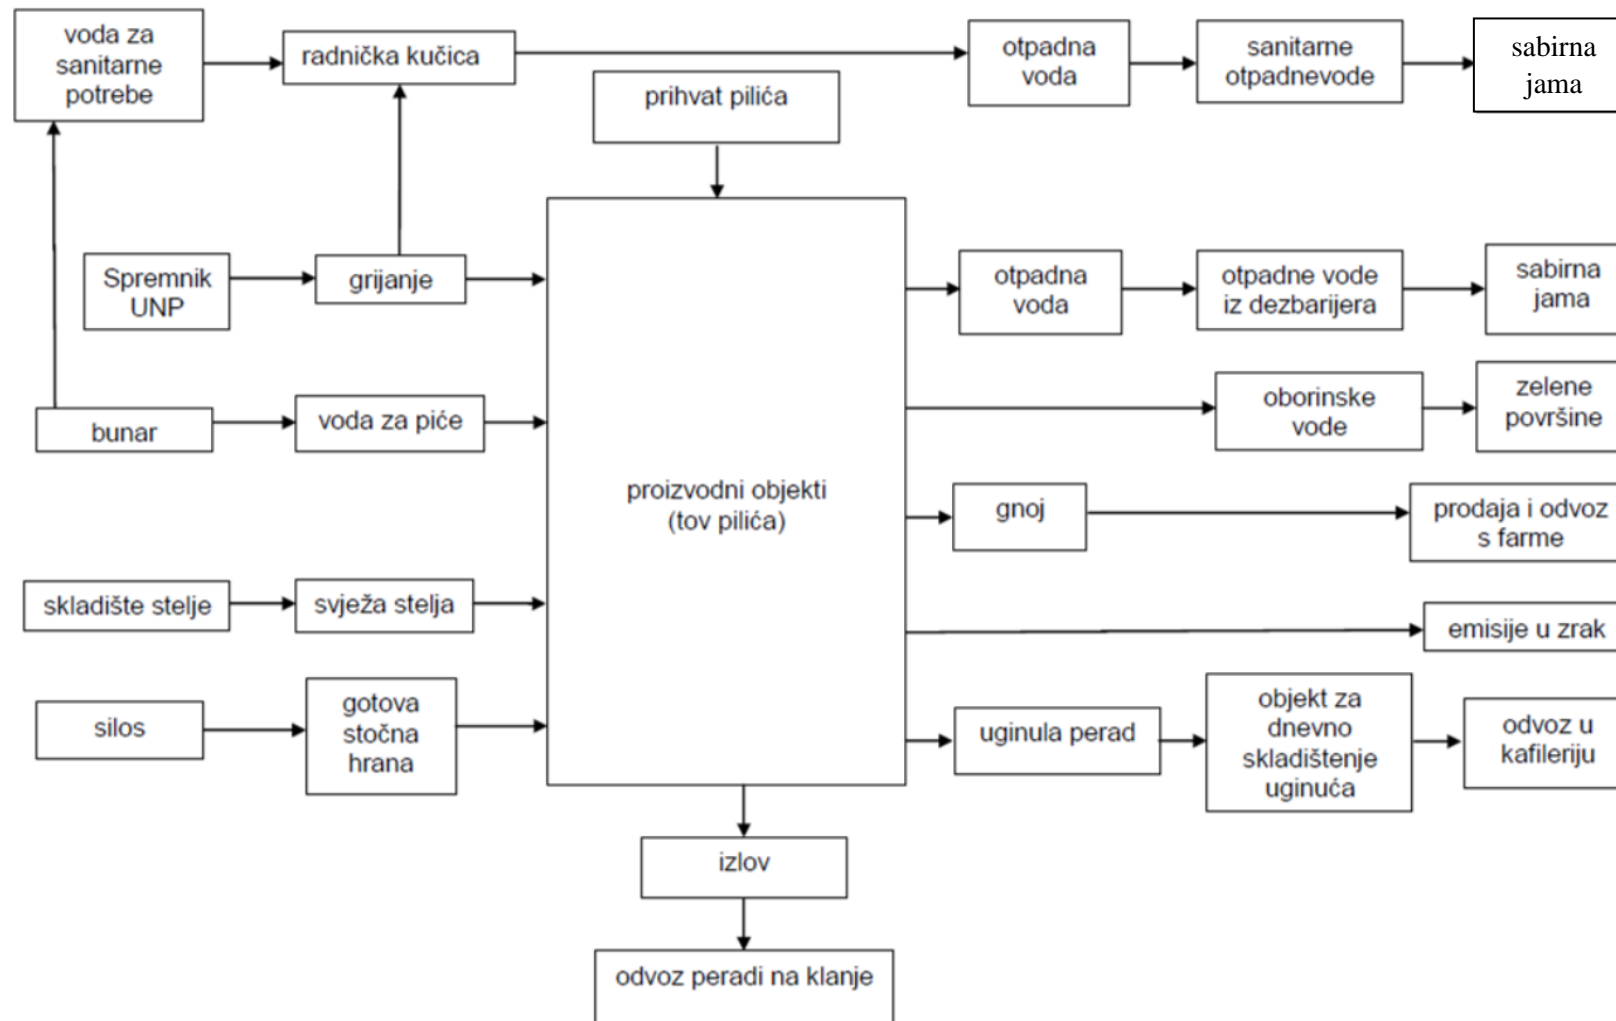 voda za
sanitarne
potrebe
radnička kučica
otpadna
voda
sanitarne
otpadnevode
sabirna
jama
prihvat pilića
Spremnik
UNP
grijanje
otpadna
voda
otpadne vode
iz dezbarijera
sabirna
jama
bunar
voda za piće
oborinske
vode
zelene
površine
proizvodni objekti
(tov pilića)
gnoj
prodaja i odvoz
s farme
skladište stelje
svježa stelja
emisije u zrak
silos
gotova
stočna
hrana
uginula perad
objekt za
dnevno
skladištenje
uginuća
odvoz u
kafileriju
izlov
odvoz peradi na klanje